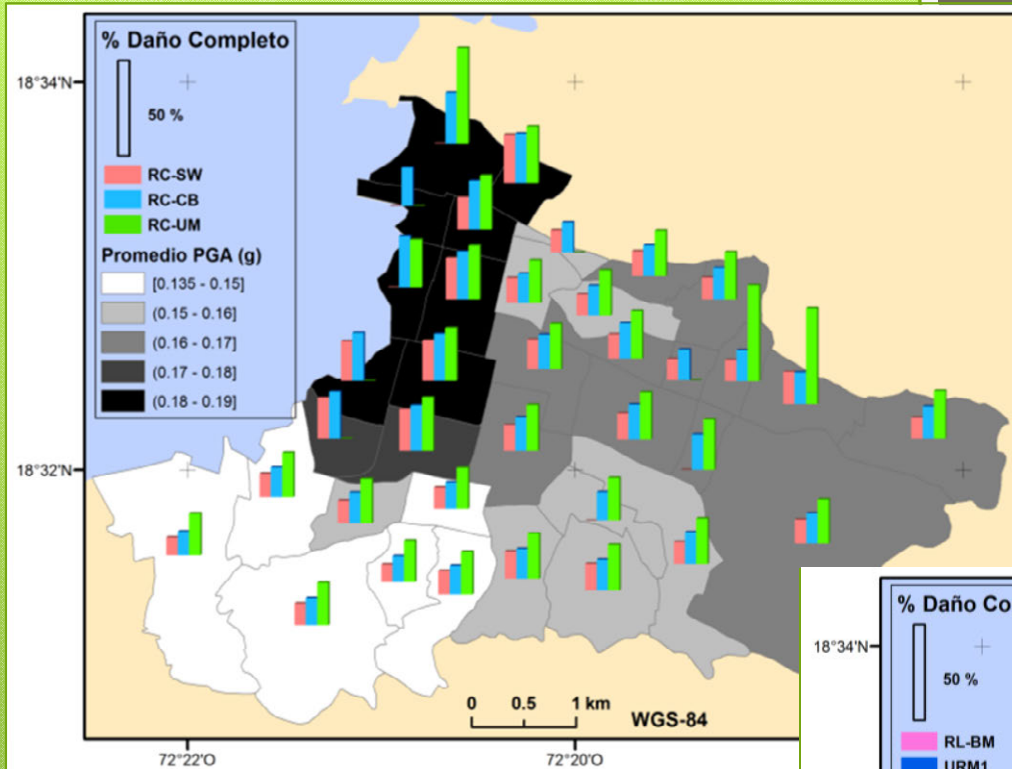 % Daño Completo
50 %
RC-SW
RC-CB
RC-UM
Promedio PGA (g)
[0.135 - 0.15]
(0.15 - 0.16]
(0.16 - 0.17]
(0.17 - 0.18]
(0.18 - 0.19]
18°34'N
18°32'N
0 0.5 1 km
WGS-84
72°22'O
72°20'O
% Daño Co
18°34'N
50 %
RL-BM
URM1